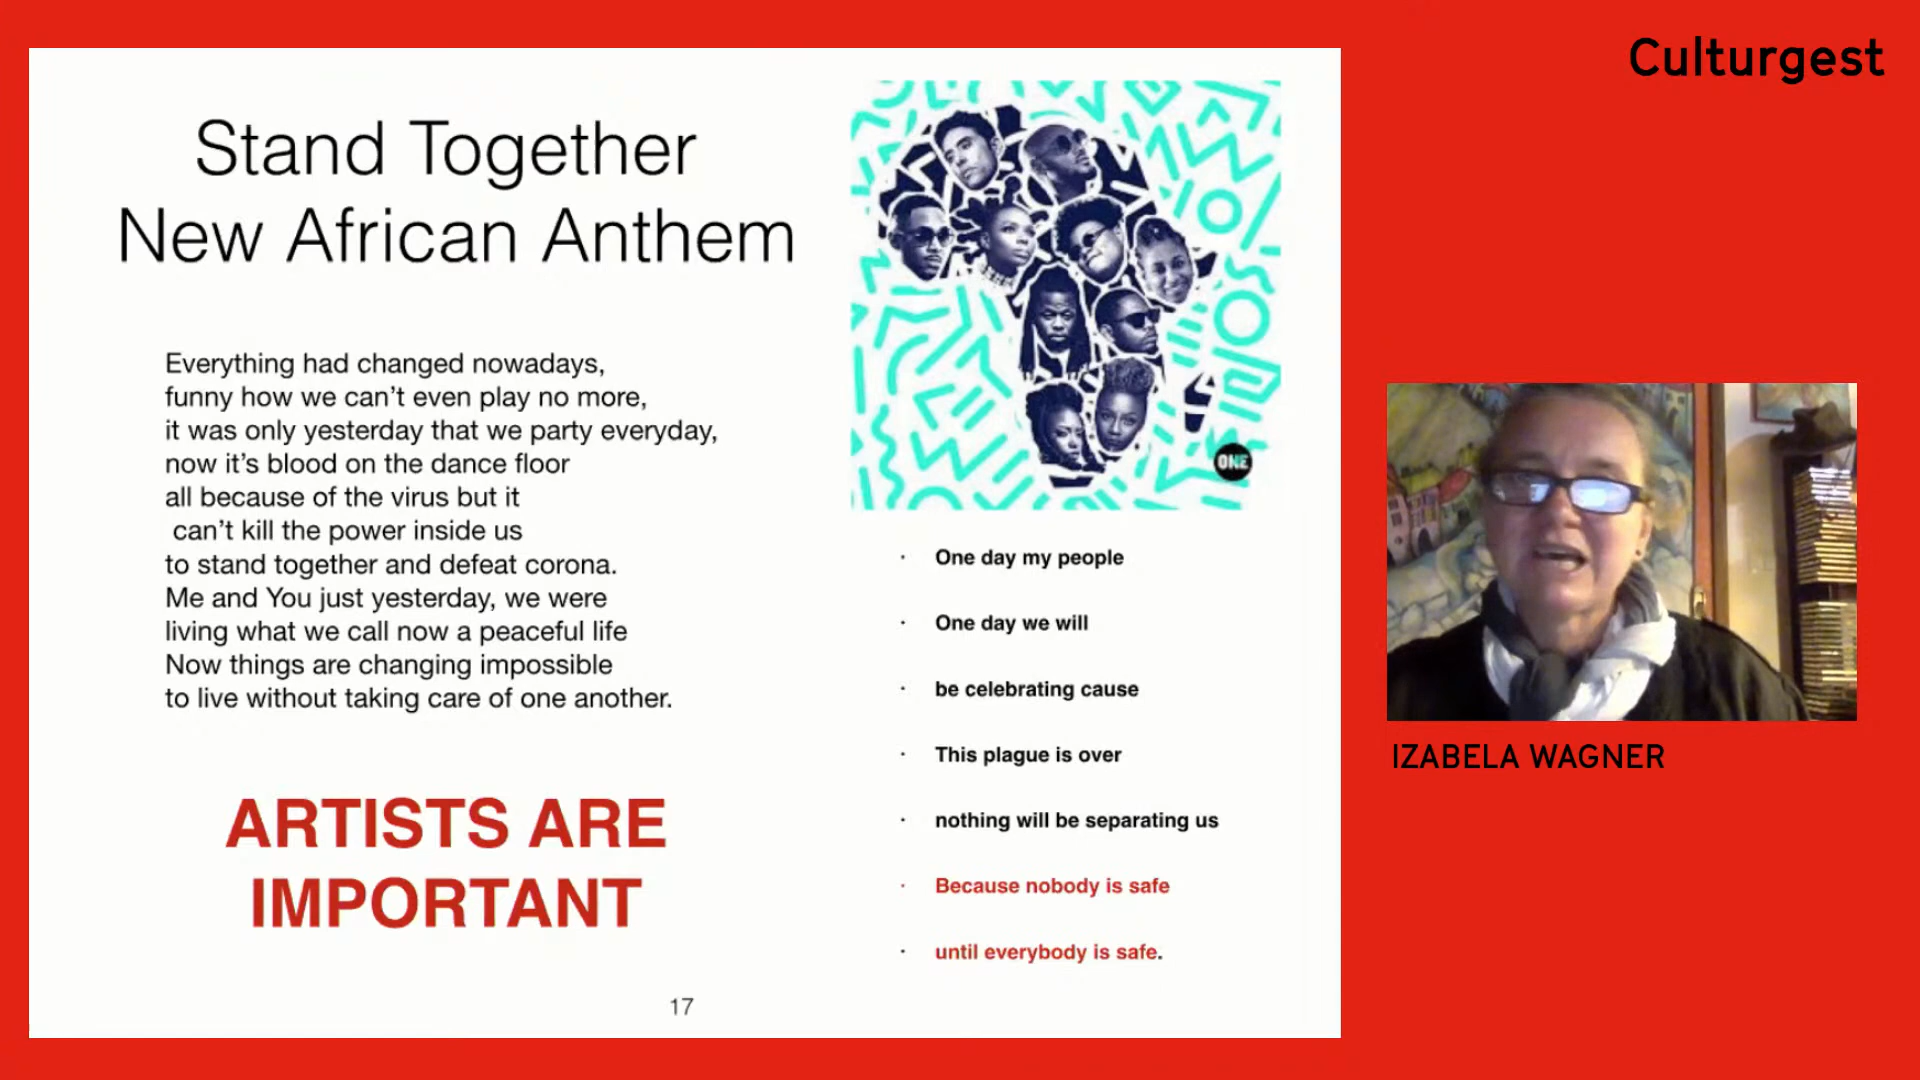 Culturgest
Stand Together
New African Anthem
Everything had changed nowadays,
funny how we can't even play no more,
it was only yesterday that we party everyday,
now it's blood on the dance floor
all because of the virus but it
can't kill the power inside us
to stand together and defeat corona.
Me and You just yesterday, we were
living what we call now a peaceful life
Now things are changing impossible
to live without taking care of one another.
ARTISTS ARE
IMPORTANT
ONE
· One day my people
· One day we will
· be celebrating cause
· This plague is over
· nothing will be separating us
· Because nobody is safe
· until everybody is safe.
17
IZABELA WAGNER